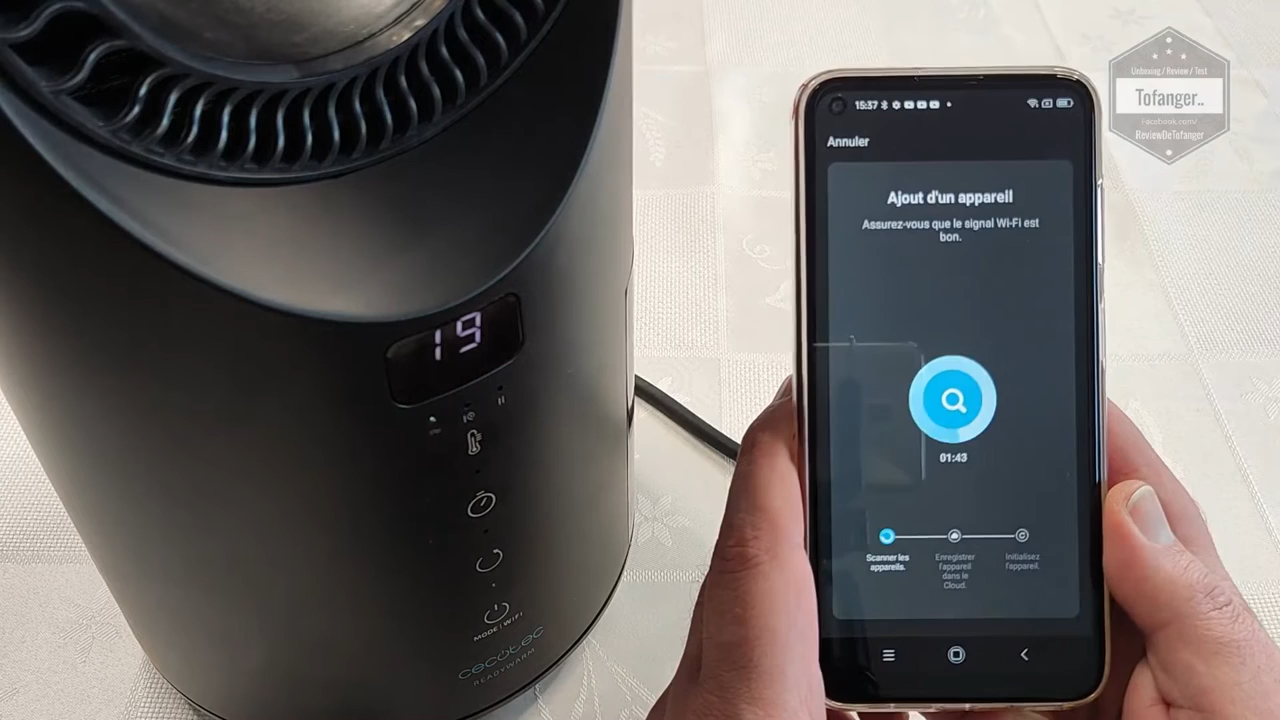 19
MODE | WIFI
cecotec
READYWARM
15:37
Annuler
Ajout d'un appareil
Assurez-vous que le signal Wi-Fi est
bon.
01:43
Scanner les
appareils.
Enregistrer
l'appareil
dans le
Cloud.
Initialisez
l'appareil.
Unboxing / Review / Test
Tofanger..
Facebook.com/
ReviewDeTofanger